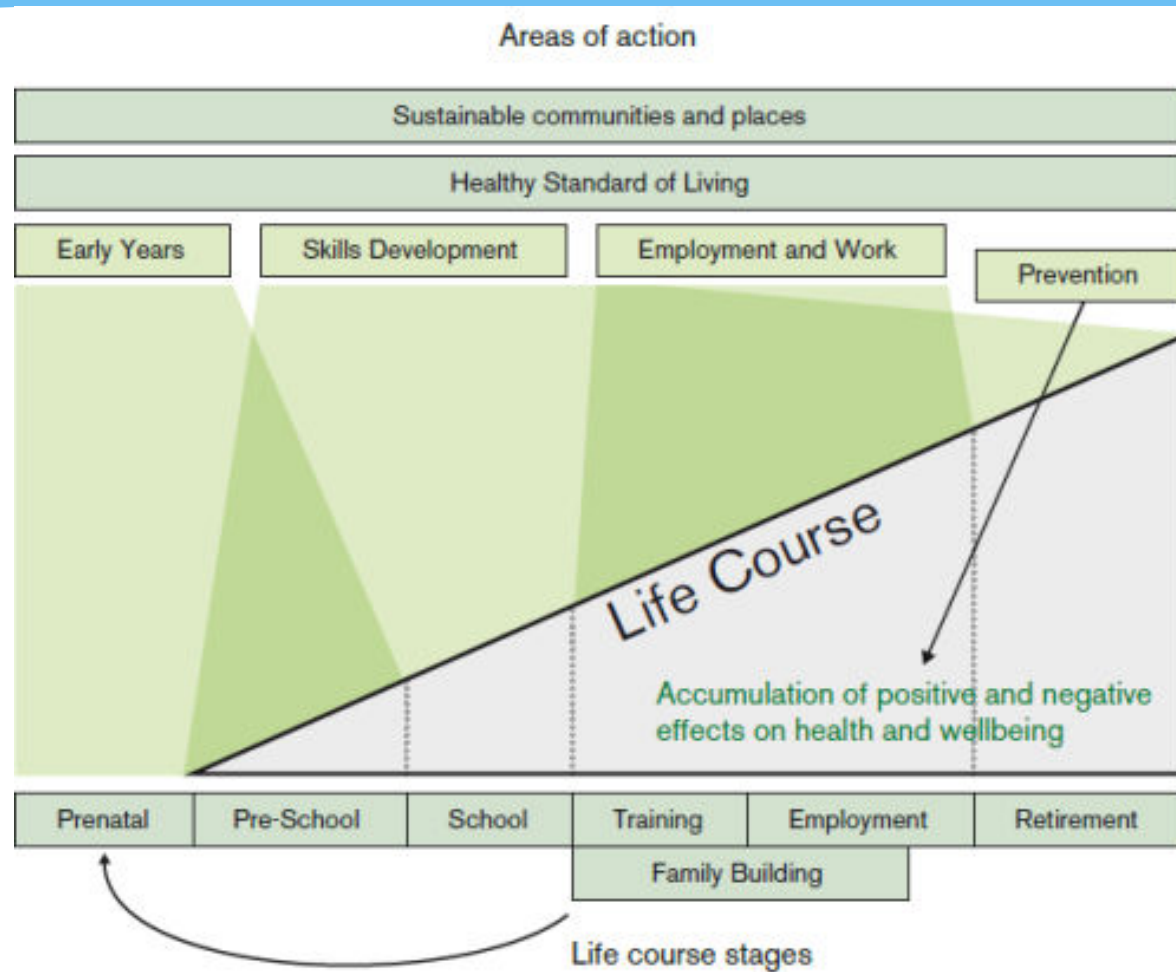 Areas of action
Sustainable communities and places
Healthy Standard of Living
Early Years
Skills Development
Employment and Work
Prevention
Life Course
Accumulation of positive and negative
effects on health and wellbeing
Prenatal
Pre-School
School
Training
Employment
Retirement
Family Building
Life course stages